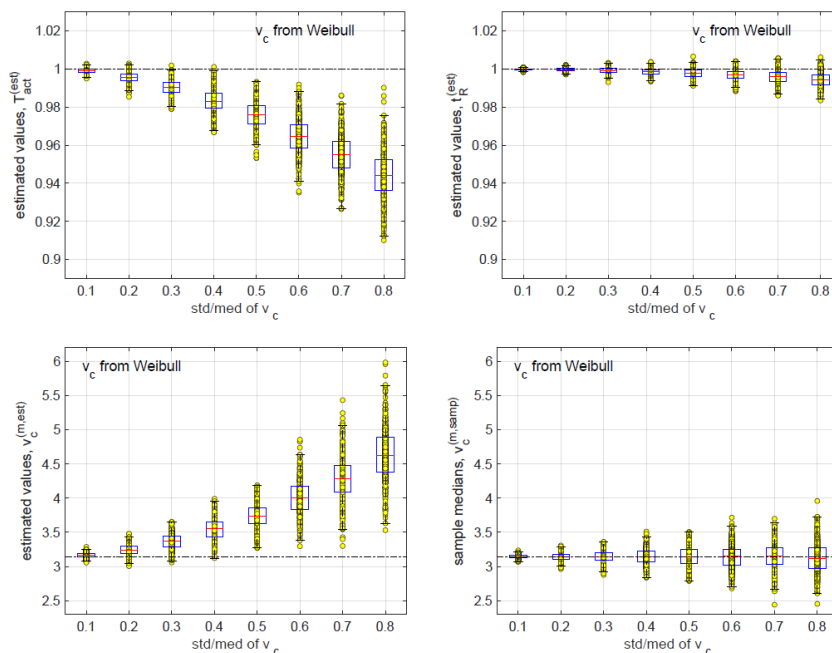 v_c from Weibull
estimated values, T_act^(est)
1.02
1
0.98
0.96
0.94
0.92
0.9
0.1 0.2 0.3 0.4 0.5 0.6 0.7 0.8
std/med of v_c
v_c from Weibull
estimated values, t_R^(est)
1.02
1
0.98
0.96
0.94
0.92
0.9
0.1 0.2 0.3 0.4 0.5 0.6 0.7 0.8
std/med of v_c
v_c from Weibull
estimated values, v_c^(m,est)
6
5.5
5
4.5
4
3.5
3
2.5
0.1 0.2 0.3 0.4 0.5 0.6 0.7 0.8
std/med of v_c
v_c from Weibull
sample medians, v_c^(m,samp)
6
5.5
5
4.5
4
3.5
3
2.5
0.1 0.2 0.3 0.4 0.5 0.6 0.7 0.8
std/med of v_c